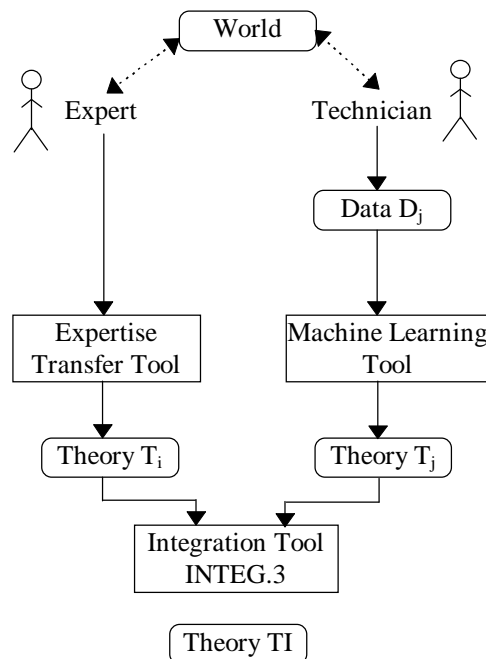 World
Expert
Technician
Data Dj
Expertise
Transfer Tool
Machine Learning
Tool
Theory Ti
Theory Tj
Integration Tool
INTEG.3
Theory TI